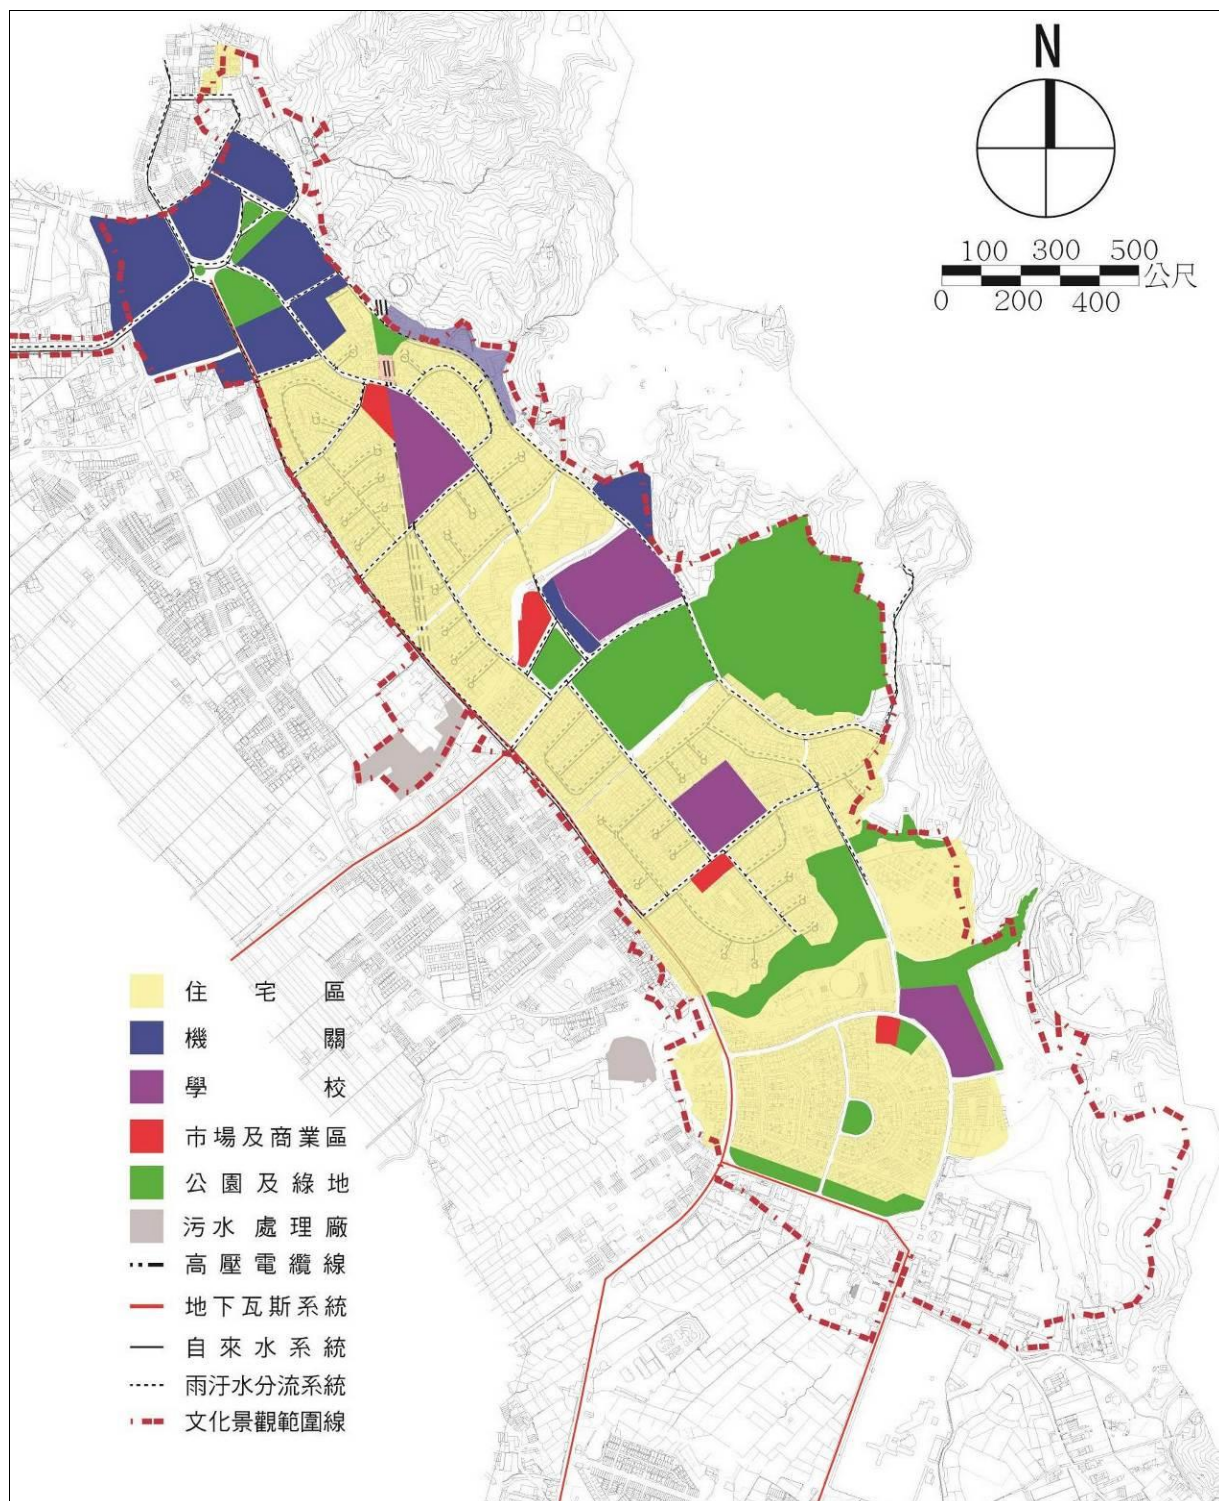 N
100 300 500
公尺
0 200 400
住宅區
機關
學校
市場及商業區
公園及綠地
污水處理廠
高壓電纜線
地下瓦斯系統
自來水系統
雨汙水分流系統
文化景觀範圍線